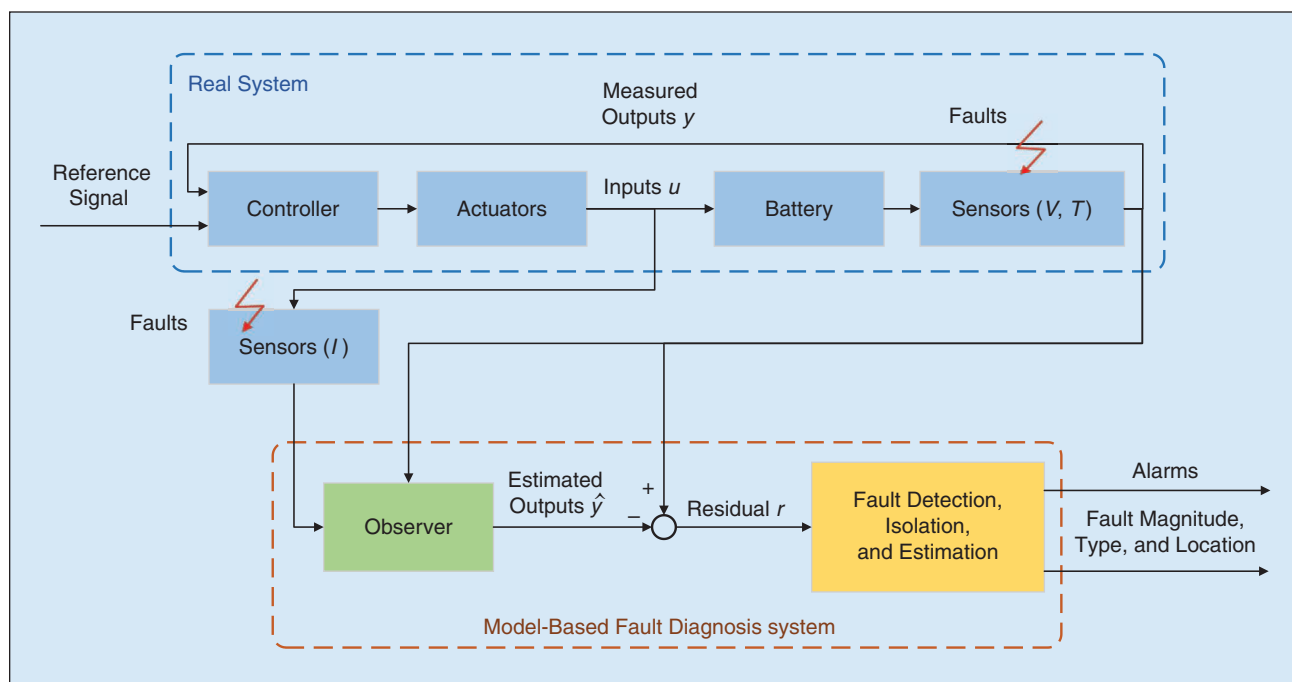 Real System
Measured
Outputs y
Faults
Reference
Signal
Controller
Actuators
Inputs u
Battery
Sensors (V, T)
Faults
Sensors (I)
Observer
Estimated
Outputs ŷ
+
–
Residual r
Fault Detection,
Isolation,
and Estimation
Alarms
Fault Magnitude,
Type, and Location
Model-Based Fault Diagnosis system